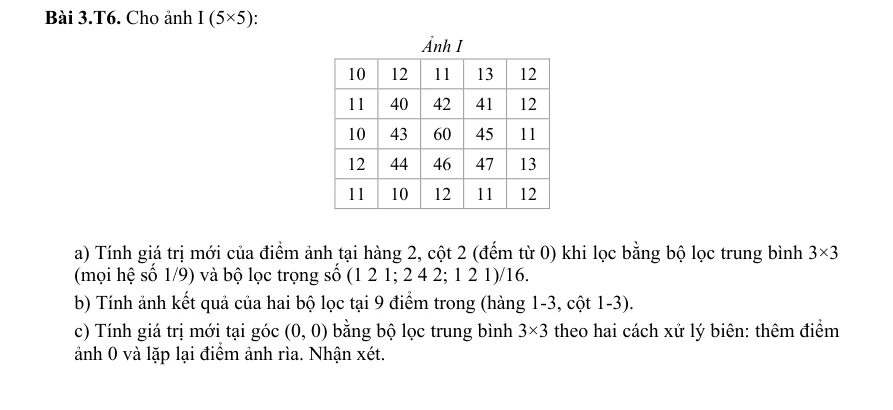 Bài 3.T6. Cho ảnh I (5×5):
Ảnh I
10 12 11 13 12
11 40 42 41 12
10 43 60 45 11
12 44 46 47 13
11 10 12 11 12
a) Tính giá trị mới của điểm ảnh tại hàng 2, cột 2 (đếm từ 0) khi lọc bằng bộ lọc trung bình 3×3
(mọi hệ số 1/9) và bộ lọc trọng số (1 2 1; 2 4 2; 1 2 1)/16.
b) Tính ảnh kết quả của hai bộ lọc tại 9 điểm trong (hàng 1-3, cột 1-3).
c) Tính giá trị mới tại góc (0, 0) bằng bộ lọc trung bình 3×3 theo hai cách xử lý biên: thêm điểm
ảnh 0 và lặp lại điểm ảnh rìa. Nhận xét.